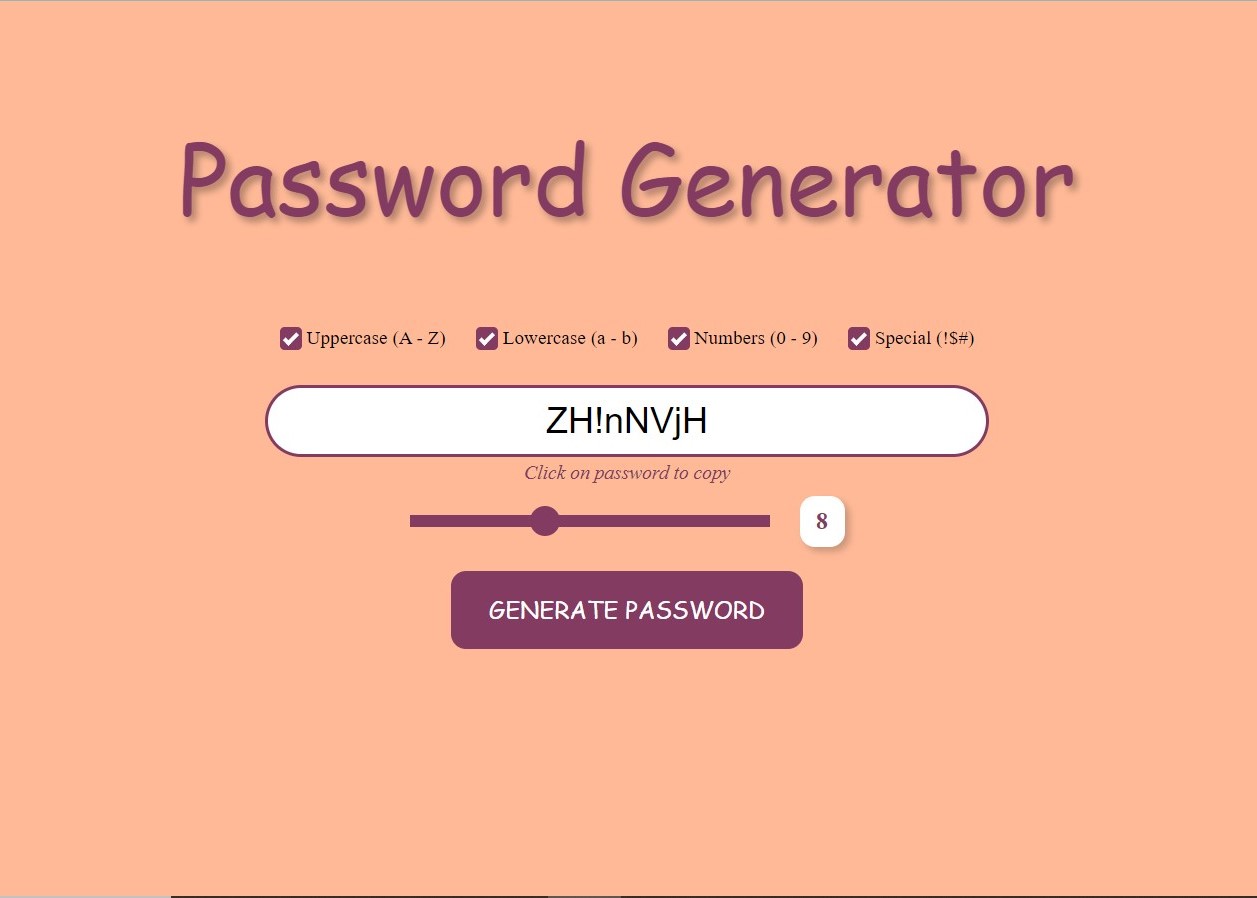 Password Generator
Uppercase (A - Z) Lowercase (a - b) Numbers (0 - 9) Special (!$#)
ZH!nNVjH
Click on password to copy
8
GENERATE PASSWORD